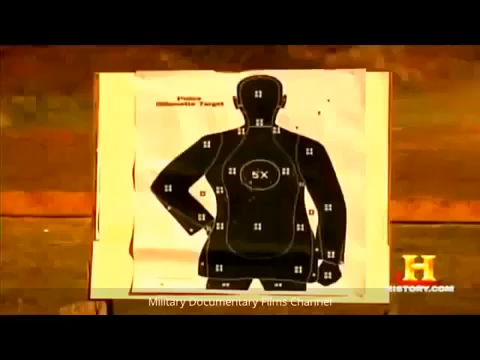 Police
Silhouette Target
5X
H
HISTORY.COM
Military Documentary Films Channel